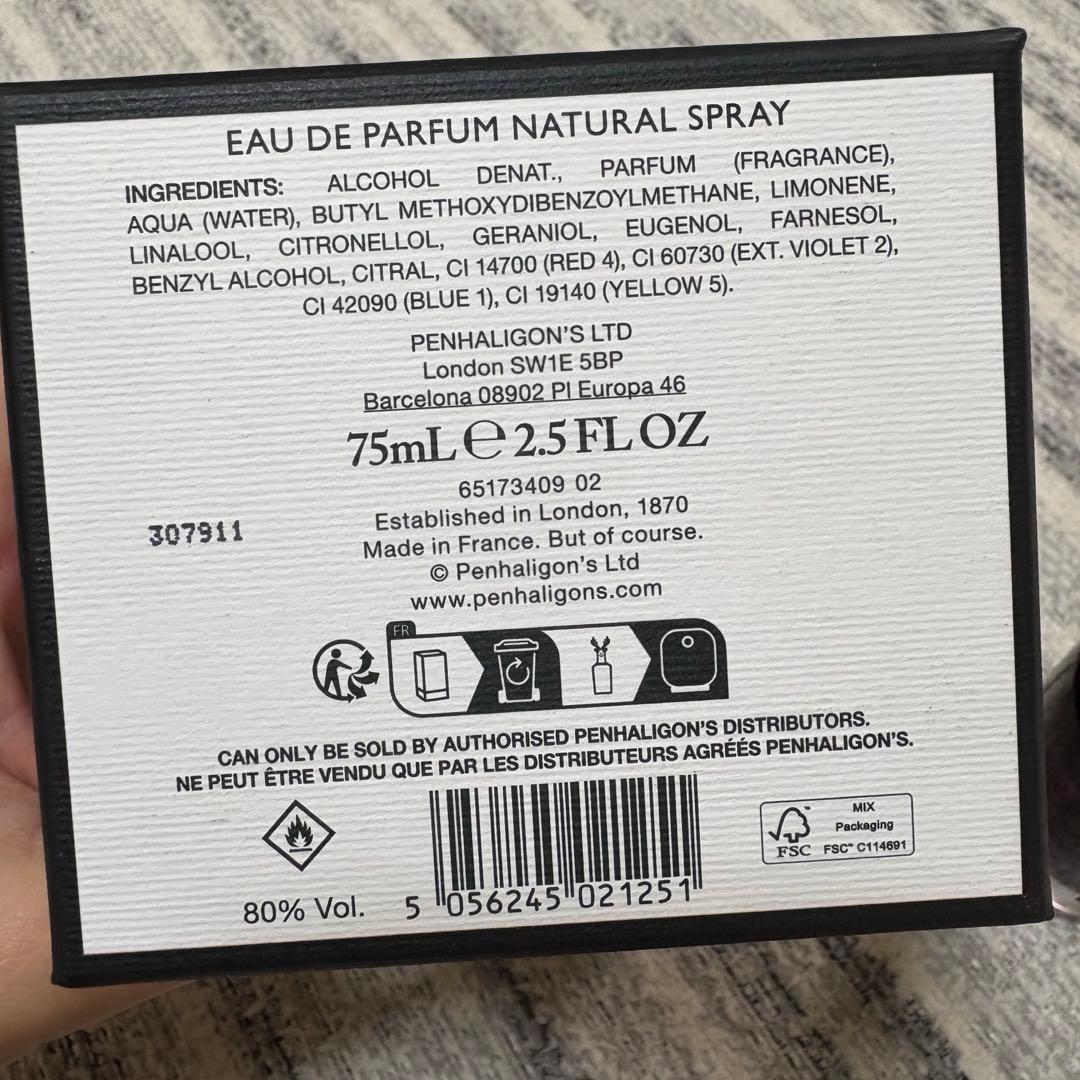 EAU DE PARFUM NATURAL SPRAY
INGREDIENTS: ALCOHOL DENAT., PARFUM (FRAGRANCE),
AQUA (WATER), BUTYL METHOXYDIBENZOYLMETHANE, LIMONENE,
LINALOOL, CITRONELLOL, GERANIOL, EUGENOL, FARNESOL,
BENZYL ALCOHOL, CITRAL, CI 14700 (RED 4), CI 60730 (EXT. VIOLET 2),
CI 42090 (BLUE 1), CI 19140 (YELLOW 5).
PENHALIGON'S LTD
London SW1E 5BP
Barcelona 08902 Pl Europa 46
75mL ℮ 2.5 FL OZ
65173409 02
Established in London, 1870
307911
Made in France. But of course.
© Penhaligon's Ltd
www.penhaligons.com
FR
CAN ONLY BE SOLD BY AUTHORISED PENHALIGON'S DISTRIBUTORS.
NE PEUT ÊTRE VENDU QUE PAR LES DISTRIBUTEURS AGRÉÉS PENHALIGON'S.
80% Vol.
5 056245 021251
FSC™
MIX
Packaging
FSC™ C114691